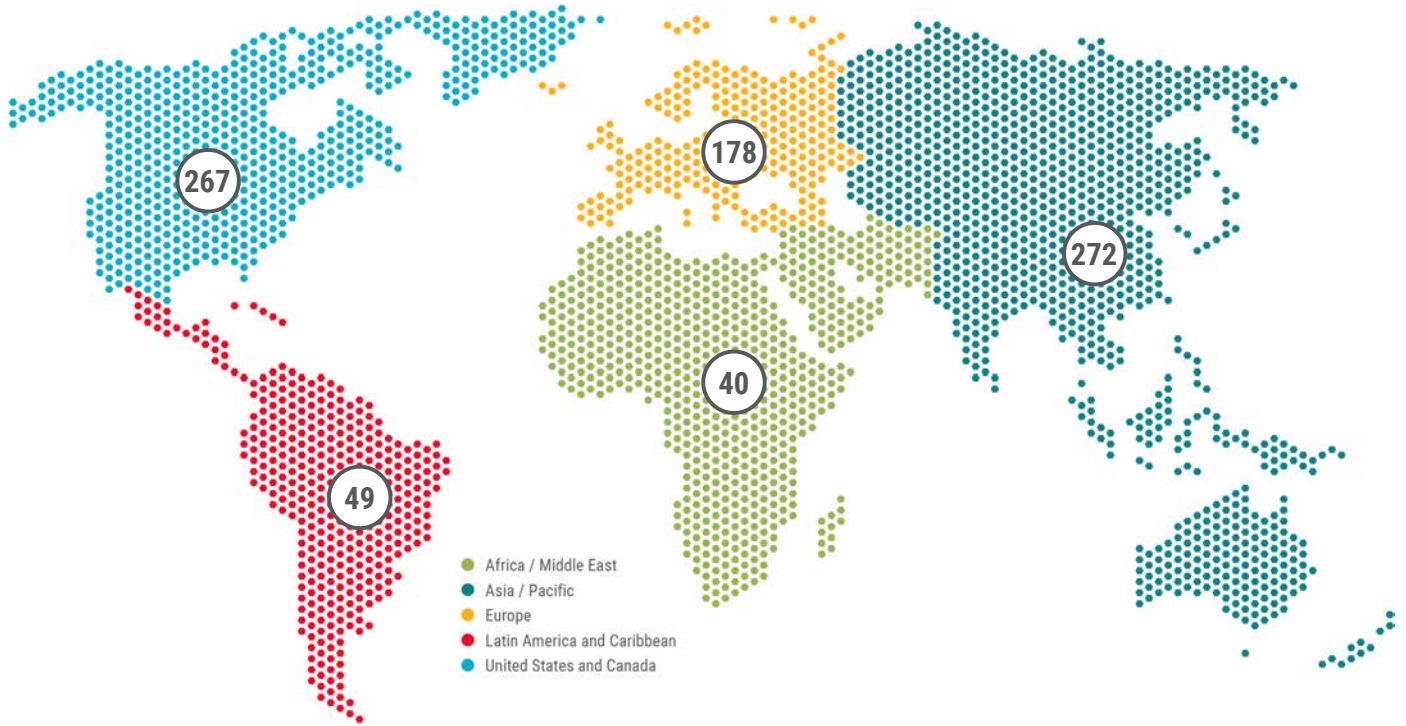 267
178
272
40
49
Africa / Middle East
Asia / Pacific
Europe
Latin America and Caribbean
United States and Canada